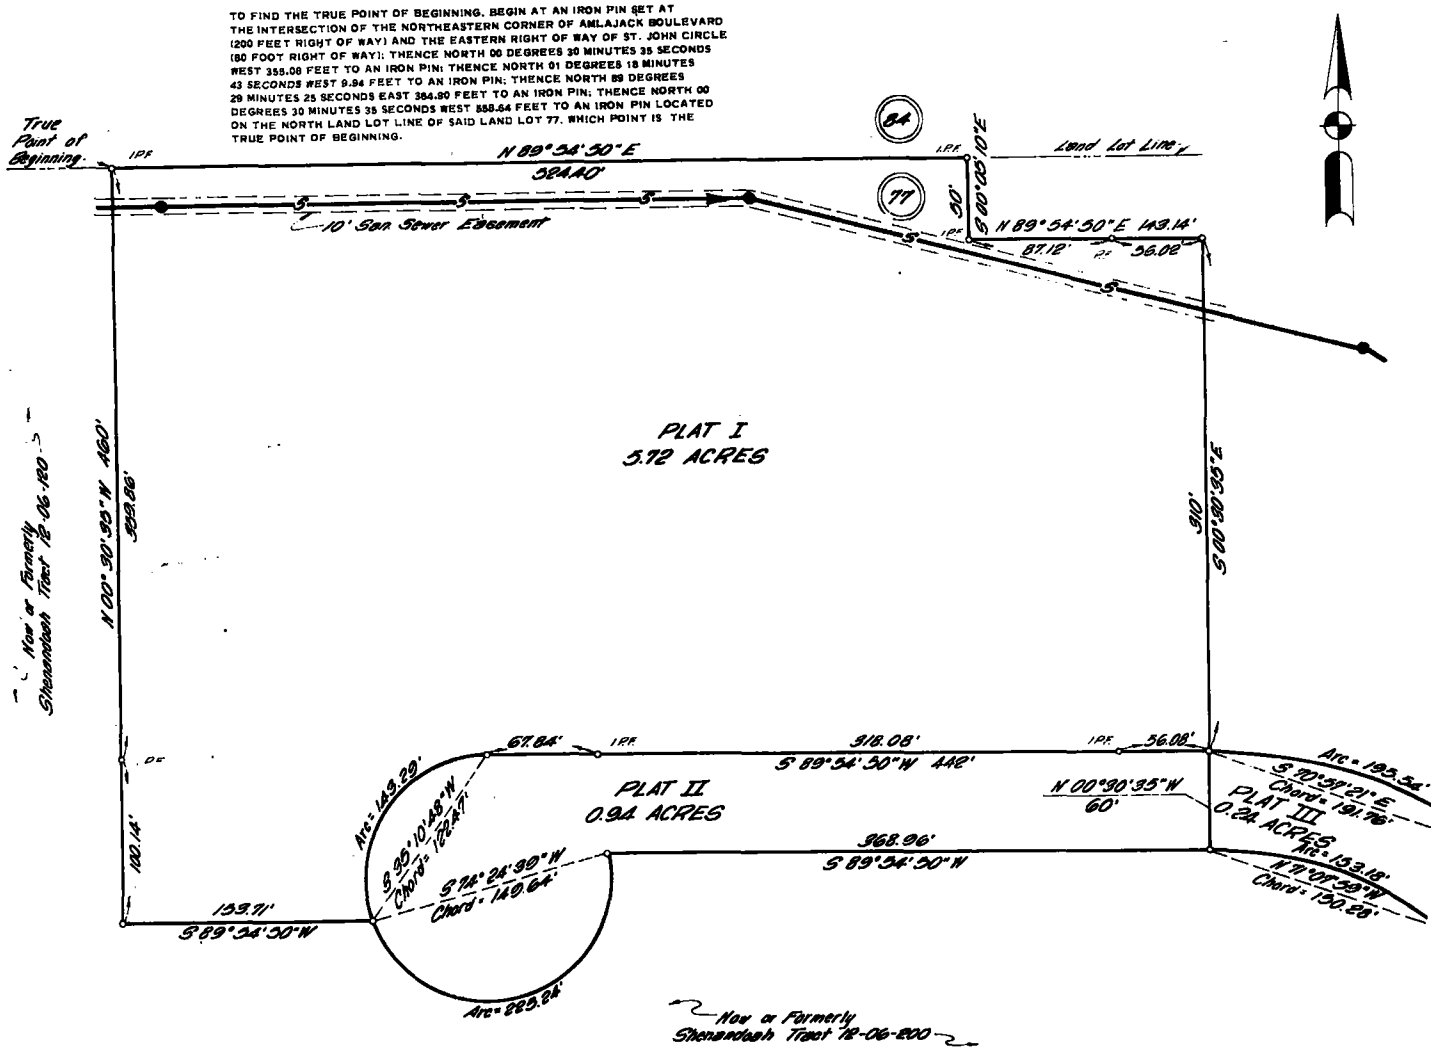 TO FIND THE TRUE POINT OF BEGINNING. BEGIN AT AN IRON PIN SET AT
THE INTERSECTION OF THE NORTHEASTERN CORNER OF AMLAJACK BOULEVARD
(200 FEET RIGHT OF WAY) AND THE EASTERN RIGHT OF WAY OF ST. JOHN CIRCLE
(80 FOOT RIGHT OF WAY); THENCE NORTH 00 DEGREES 30 MINUTES 35 SECONDS
WEST 355.08 FEET TO AN IRON PIN; THENCE NORTH 01 DEGREES 18 MINUTES
43 SECONDS WEST 9.94 FEET TO AN IRON PIN; THENCE NORTH 89 DEGREES
29 MINUTES 25 SECONDS EAST 384.80 FEET TO AN IRON PIN; THENCE NORTH 00
DEGREES 30 MINUTES 35 SECONDS WEST 558.64 FEET TO AN IRON PIN LOCATED
ON THE NORTH LAND LOT LINE OF SAID LAND LOT 77. WHICH POINT IS THE
TRUE POINT OF BEGINNING.
True
Point of
Beginning.
I.P.F.
N 89° 54' 50" E
524.40'
I.P.F.
84
77
Land Lot Line
50'
S 00° 05' 10" E
I.P.F.
N 89° 54' 50" E 143.14'
87.12'
56.02'
10' San. Sewer Easement
S
S
S
S
S
PLAT I
5.72 ACRES
N 00° 30' 35" W 460'
359.86'
100.14'
Now or Formerly
Shenandoah Tract 12-06-120
310'
S 00° 30' 35" E
67.84'
I.P.F.
318.08'
I.P.F.
56.08'
S 89° 54' 50" W 442'
Arc = 143.29'
S 35° 10' 48" W
Chord = 122.47'
PLAT II
0.94 ACRES
N 00° 30' 35" W
60'
PLAT III
0.24 ACRES
Arc = 195.54'
S 70° 57' 21" E
Chord = 191.76'
Arc = 153.18'
N 71° 07' 59" W
Chord = 150.28'
368.96'
S 89° 54' 50" W
S 74° 24' 39" W
Chord = 149.64'
153.71'
S 89° 54' 50" W
Arc = 225.24'
Now or Formerly
Shenandoah Tract 12-06-200